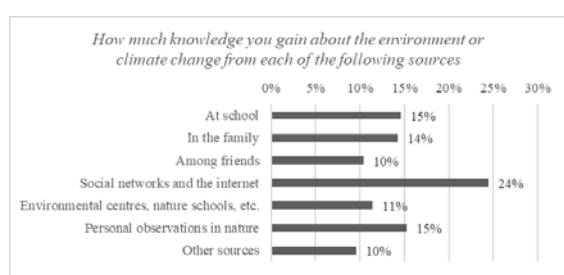 How much knowledge you gain about the environment or
climate change from each of the following sources
0% 5% 10% 15% 20% 25% 30%
At school 15%
In the family 14%
Among friends 10%
Social networks and the internet 24%
Environmental centres, nature schools, etc. 11%
Personal observations in nature 15%
Other sources 10%